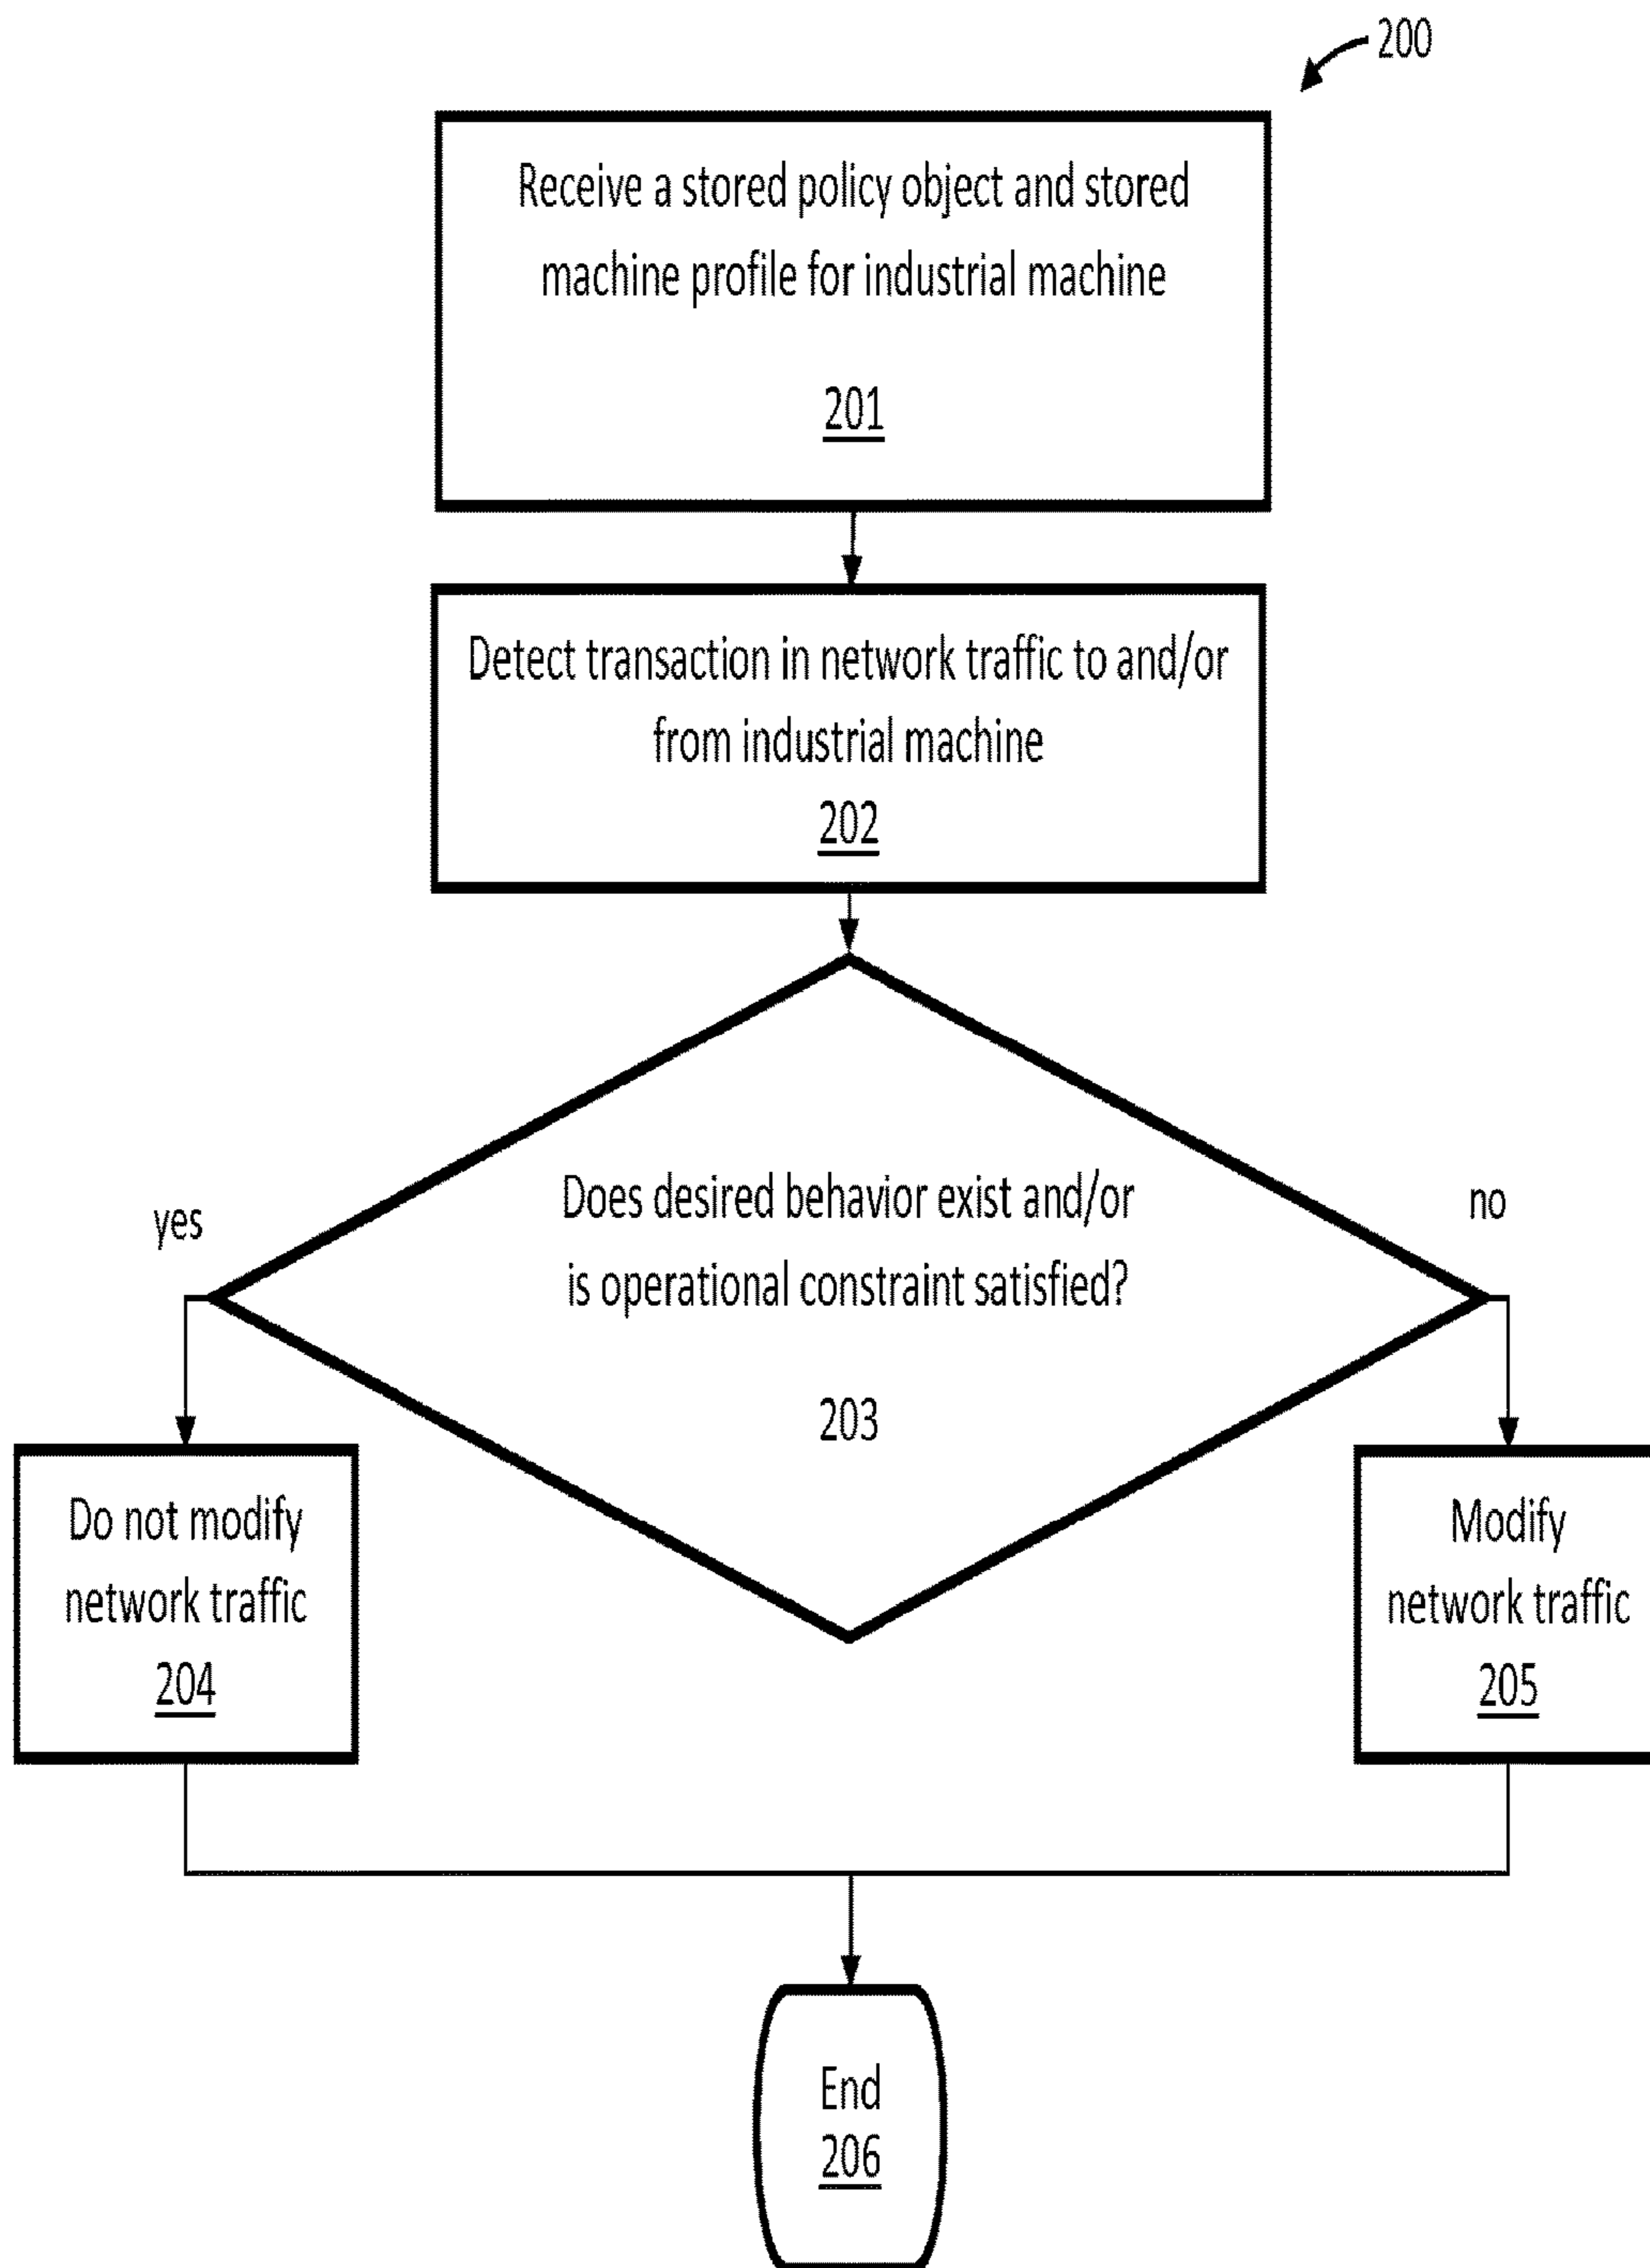 200
Receive a stored policy object and stored
machine profile for industrial machine
201
Detect transaction in network traffic to and/or
from industrial machine
202
Does desired behavior exist and/or
is operational constraint satisfied?
203
yes
no
Do not modify
network traffic
204
Modify
network traffic
205
End
206